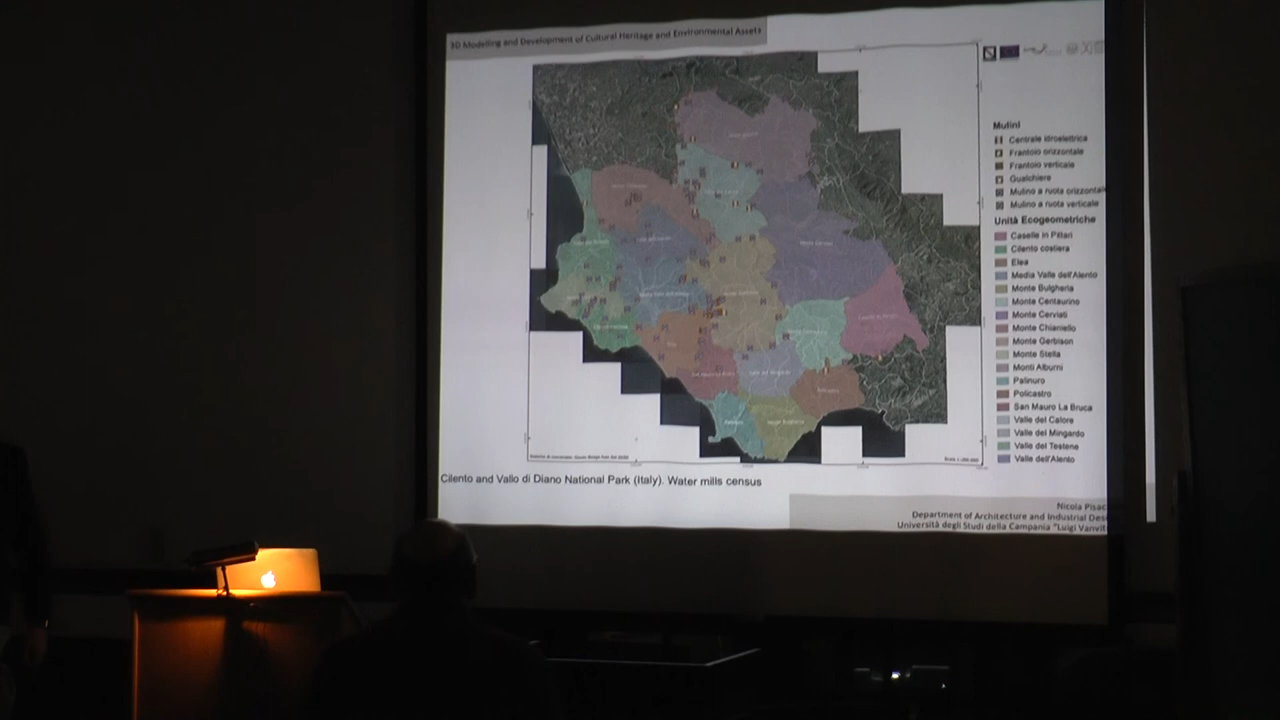 3D Modelling and Development of Cultural Heritage and Environmental Assets
Mulini
Centrale idroelettrica
Frantoio orizzontale
Frantoio verticale
Gualchiere
Mulino a ruota orizzontale
Mulino a ruota verticale
Unità Ecogeometriche
Caselle in Pittari
Cilento costiera
Elea
Media Valle dell'Alento
Monte Bulgheria
Monte Centaurino
Monte Cerviati
Monte Chianiello
Monte Gerbison
Monte Stella
Monti Alburni
Palinuro
Policastro
San Mauro La Bruca
Valle del Calore
Valle del Mingardo
Valle del Testene
Valle dell'Alento
Cilento and Vallo di Diano National Park (Italy). Water mills census
Nicola Pisac
Department of Architecture and Industrial Des
Università degli Studi della Campania "Luigi Vanvit